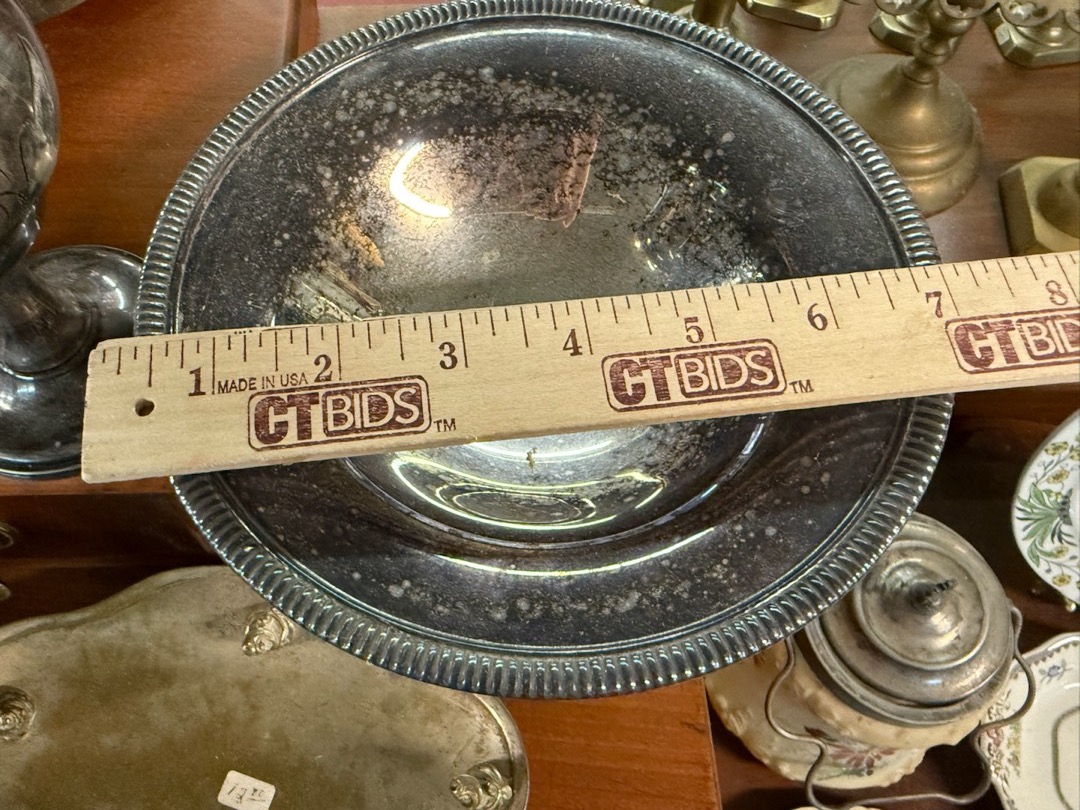 1 2 3 4 5 6 7 8
MADE IN USA
CTBIDS™ CTBIDS™ CTBID